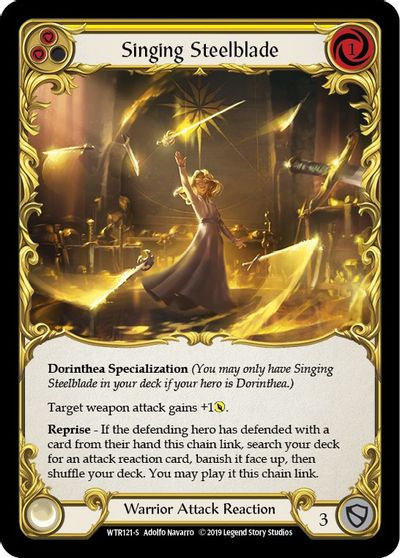 Singing Steelblade
1
Dorinthea Specialization (You may only have Singing
Steelblade in your deck if your hero is Dorinthea.)
Target weapon attack gains +1.
Reprise - If the defending hero has defended with a
card from their hand this chain link, search your deck
for an attack reaction card, banish it face up, then
shuffle your deck. You may play it this chain link.
Warrior Attack Reaction
3
WTR121-S Adolfo Navarro ©2019 Legend Story Studios